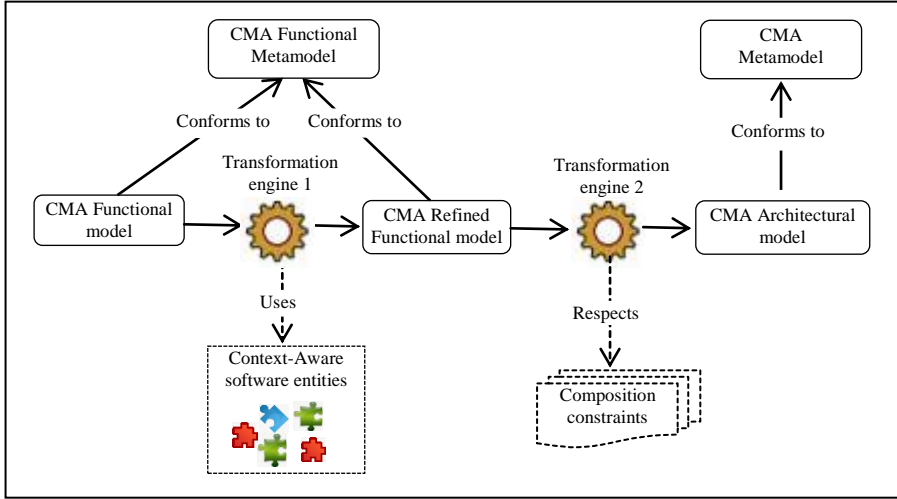 CMA Functional
Metamodel
CMA
Metamodel
Conforms to
Conforms to
Conforms to
Transformation
engine 1
Transformation
engine 2
CMA Functional
model
CMA Refined
Functional model
CMA Architectural
model
Uses
Respects
Context-Aware
software entities
Composition
constraints